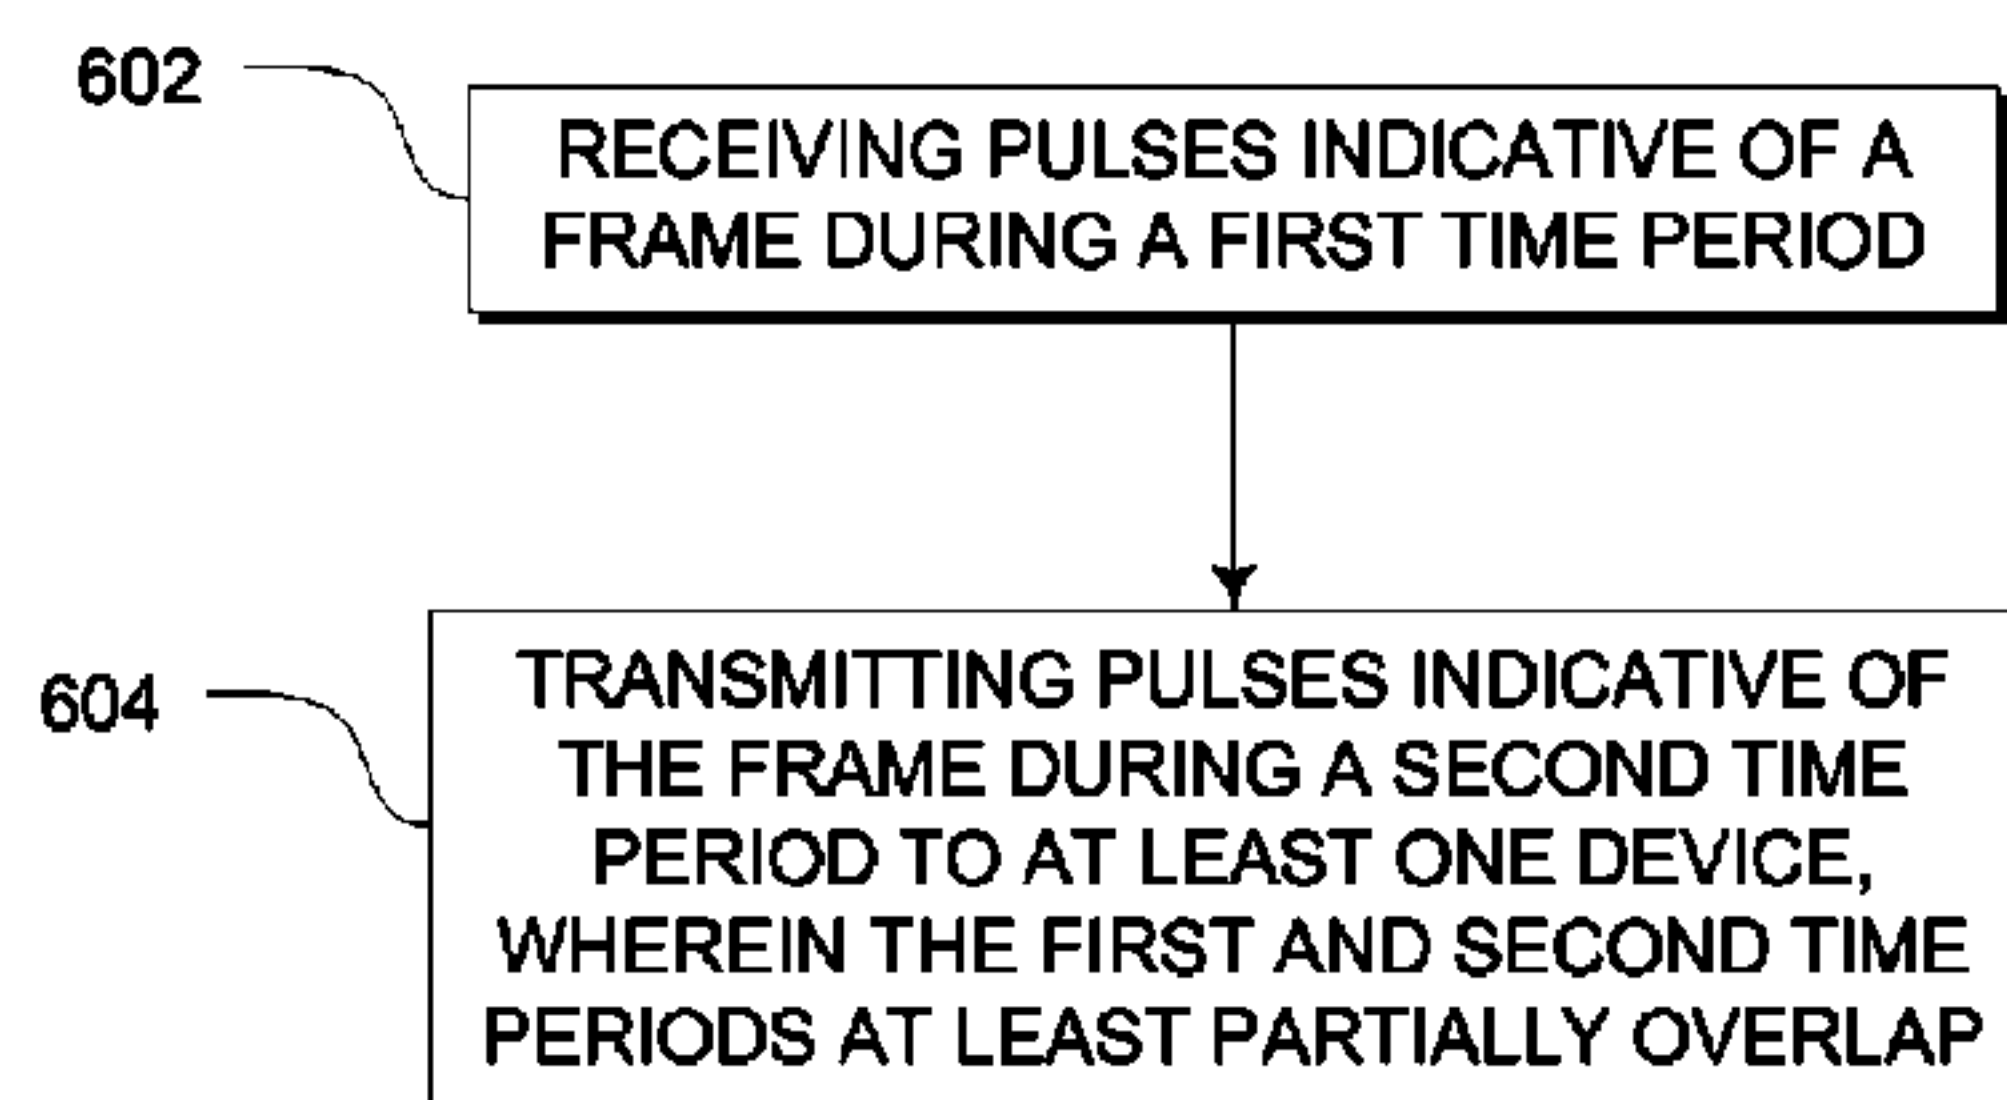 602
RECEIVING PULSES INDICATIVE OF A
FRAME DURING A FIRST TIME PERIOD
604
TRANSMITTING PULSES INDICATIVE OF
THE FRAME DURING A SECOND TIME
PERIOD TO AT LEAST ONE DEVICE,
WHEREIN THE FIRST AND SECOND TIME
PERIODS AT LEAST PARTIALLY OVERLAP